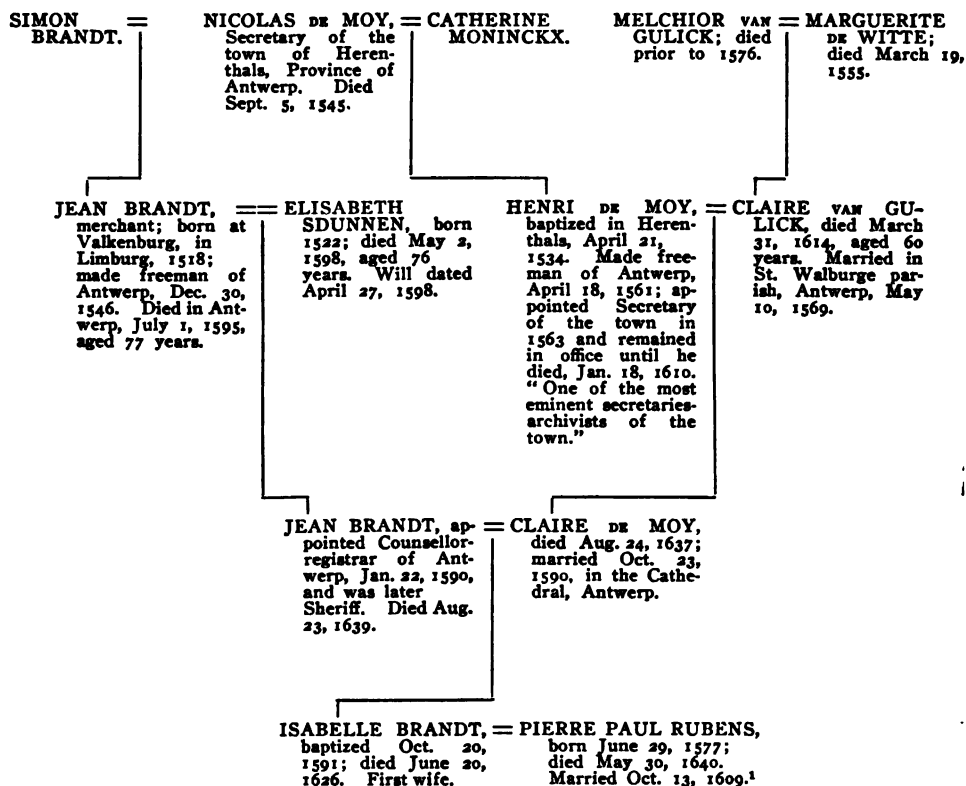 SIMON =
BRANDT.
NICOLAS DE MOY, = CATHERINE
Secretary of the MONINCKX.
town of Heren-
thals, Province of
Antwerp. Died
Sept. 5, 1545.
MELCHIOR VAN = MARGUERITE
GULICK; died DE WITTE;
prior to 1576. died March 19,
1555.
JEAN BRANDT, ==
merchant; born at
Valkenburg, in
Limburg, 1518;
made freeman of
Antwerp, Dec. 30,
1546. Died in Ant-
werp, July 1, 1595,
aged 77 years.
ELISABETH
SDUNNEN, born
1522; died May 2,
1598, aged 76
years. Will dated
April 27, 1598.
HENRI DE MOY, =
baptized in Heren-
thals, April 21,
1534. Made free-
man of Antwerp,
April 18, 1561; ap-
pointed Secretary
of the town in
1563 and remained
in office until he
died, Jan. 18, 1610.
"One of the most
eminent secretaries-
archivists of the
town."
CLAIRE VAN GU-
LICK, died March
31, 1614, aged 60
years. Married in
St. Walburge par-
ish, Antwerp, May
10, 1569.
JEAN BRANDT, ap- =
pointed Counsellor-
registrar of Ant-
werp, Jan. 22, 1590,
and was later
Sheriff. Died Aug.
23, 1639.
CLAIRE DE MOY,
died Aug. 24, 1637;
married Oct. 23,
1590, in the Cathe-
dral, Antwerp.
ISABELLE BRANDT, =
baptized Oct. 20,
1591; died June 20,
1626. First wife.
PIERRE PAUL RUBENS,
born June 29, 1577;
died May 30, 1640.
Married Oct. 13, 1609.¹